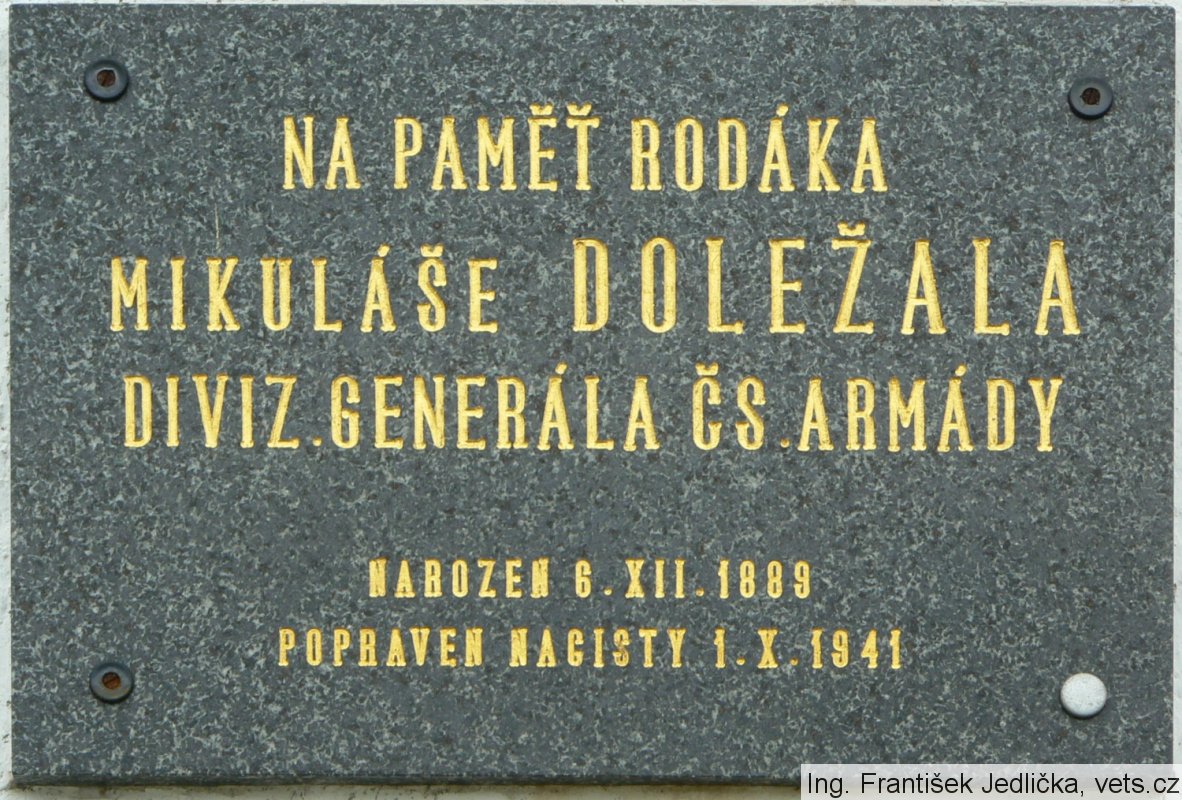 NA PAMĚŤ RODÁKA
MIKULÁŠE DOLEŽALA
DIVIZ.GENERÁLA ČS.ARMÁDY
NAROZEN 6.XII.1889
POPRAVEN NACISTY 1.X.1941
Ing. František Jedlička, vets.cz